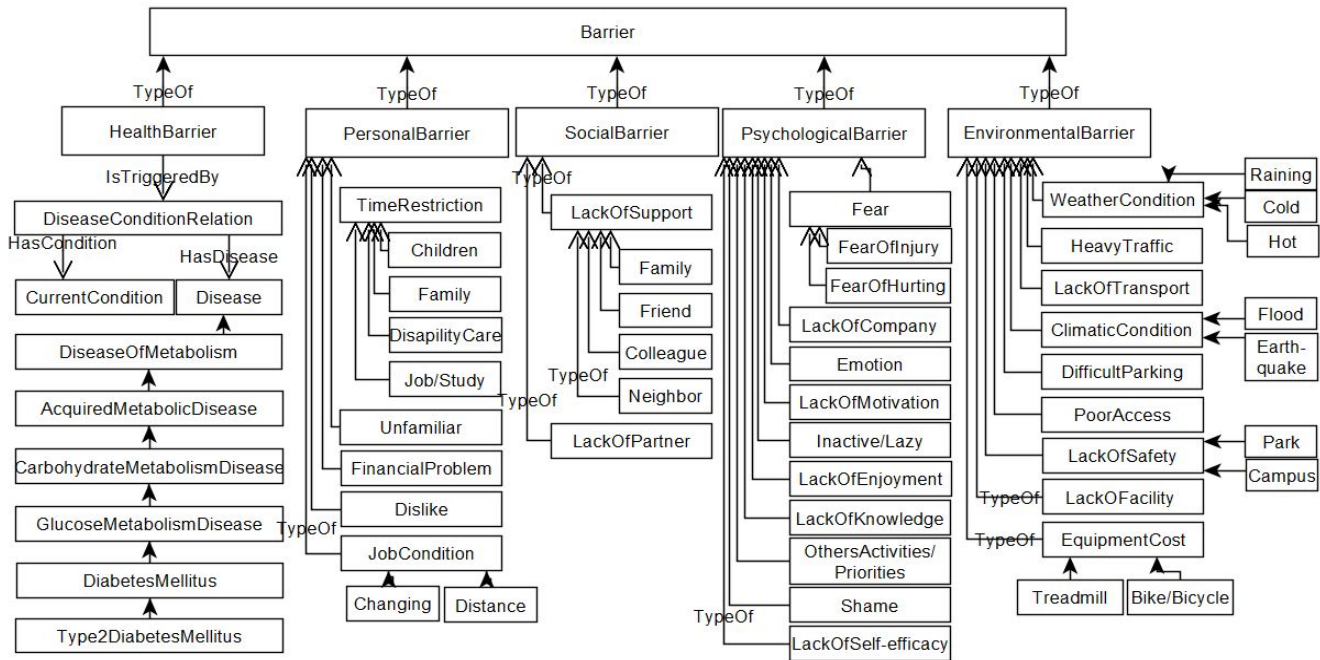 Barrier
TypeOf
TypeOf
TypeOf
TypeOf
TypeOf
HealthBarrier
PersonalBarrier
SocialBarrier
PsychologicalBarrier
EnvironmentalBarrier
IsTriggeredBy
DiseaseConditionRelation
HasCondition
HasDisease
CurrentCondition
Disease
DiseaseOfMetabolism
AcquiredMetabolicDisease
CarbohydrateMetabolismDisease
GlucoseMetabolismDisease
DiabetesMellitus
Type2DiabetesMellitus
TimeRestriction
Children
Family
DisapilityCare
Job/Study
Unfamiliar
FinancialProblem
Dislike
TypeOf
JobCondition
Changing
Distance
TypeOf
LackOfSupport
Family
Friend
Colleague
TypeOf
Neighbor
TypeOf
LackOfPartner
Fear
FearOfInjury
FearOfHurting
LackOfCompany
Emotion
LackOfMotivation
Inactive/Lazy
LackOfEnjoyment
LackOfKnowledge
OthersActivities/
Priorities
Shame
TypeOf
LackOfSelf-efficacy
WeatherCondition
Raining
Cold
Hot
HeavyTraffic
LackOfTransport
ClimaticCondition
Flood
Earth-
quake
DifficultParking
PoorAccess
LackOfSafety
Park
Campus
TypeOf
LackOfFacility
TypeOf
EquipmentCost
Treadmill
Bike/Bicycle